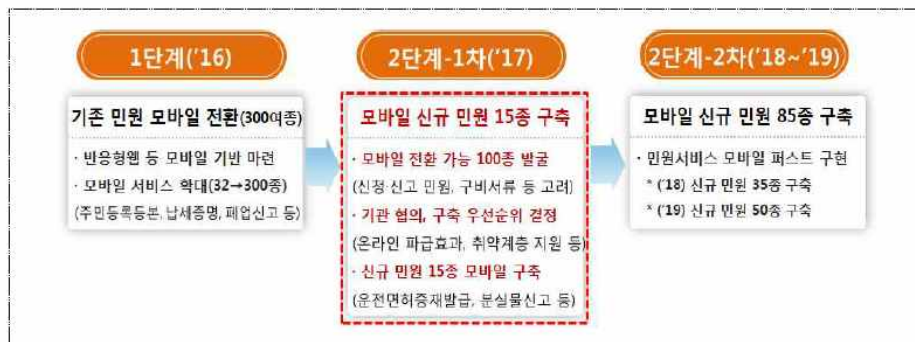 1단계('16)
기존 민원 모바일 전환(300여종)
· 반응형웹 등 모바일 기반 마련
· 모바일 서비스 확대(32→300종)
(주민등록등본, 납세증명, 폐업신고 등)
2단계-1차('17)
모바일 신규 민원 15종 구축
· 모바일 전환 가능 100종 발굴
(신청·신고 민원, 구비서류 등 고려)
· 기관 협의, 구축 우선순위 결정
(온라인 파급효과, 취약계층 지원 등)
· 신규 민원 15종 모바일 구축
(운전면허증재발급, 분실물신고 등)
2단계-2차('18~'19)
모바일 신규 민원 85종 구축
· 민원서비스 모바일 퍼스트 구현
* ('18) 신규 민원 35종 구축
* ('19) 신규 민원 50종 구축